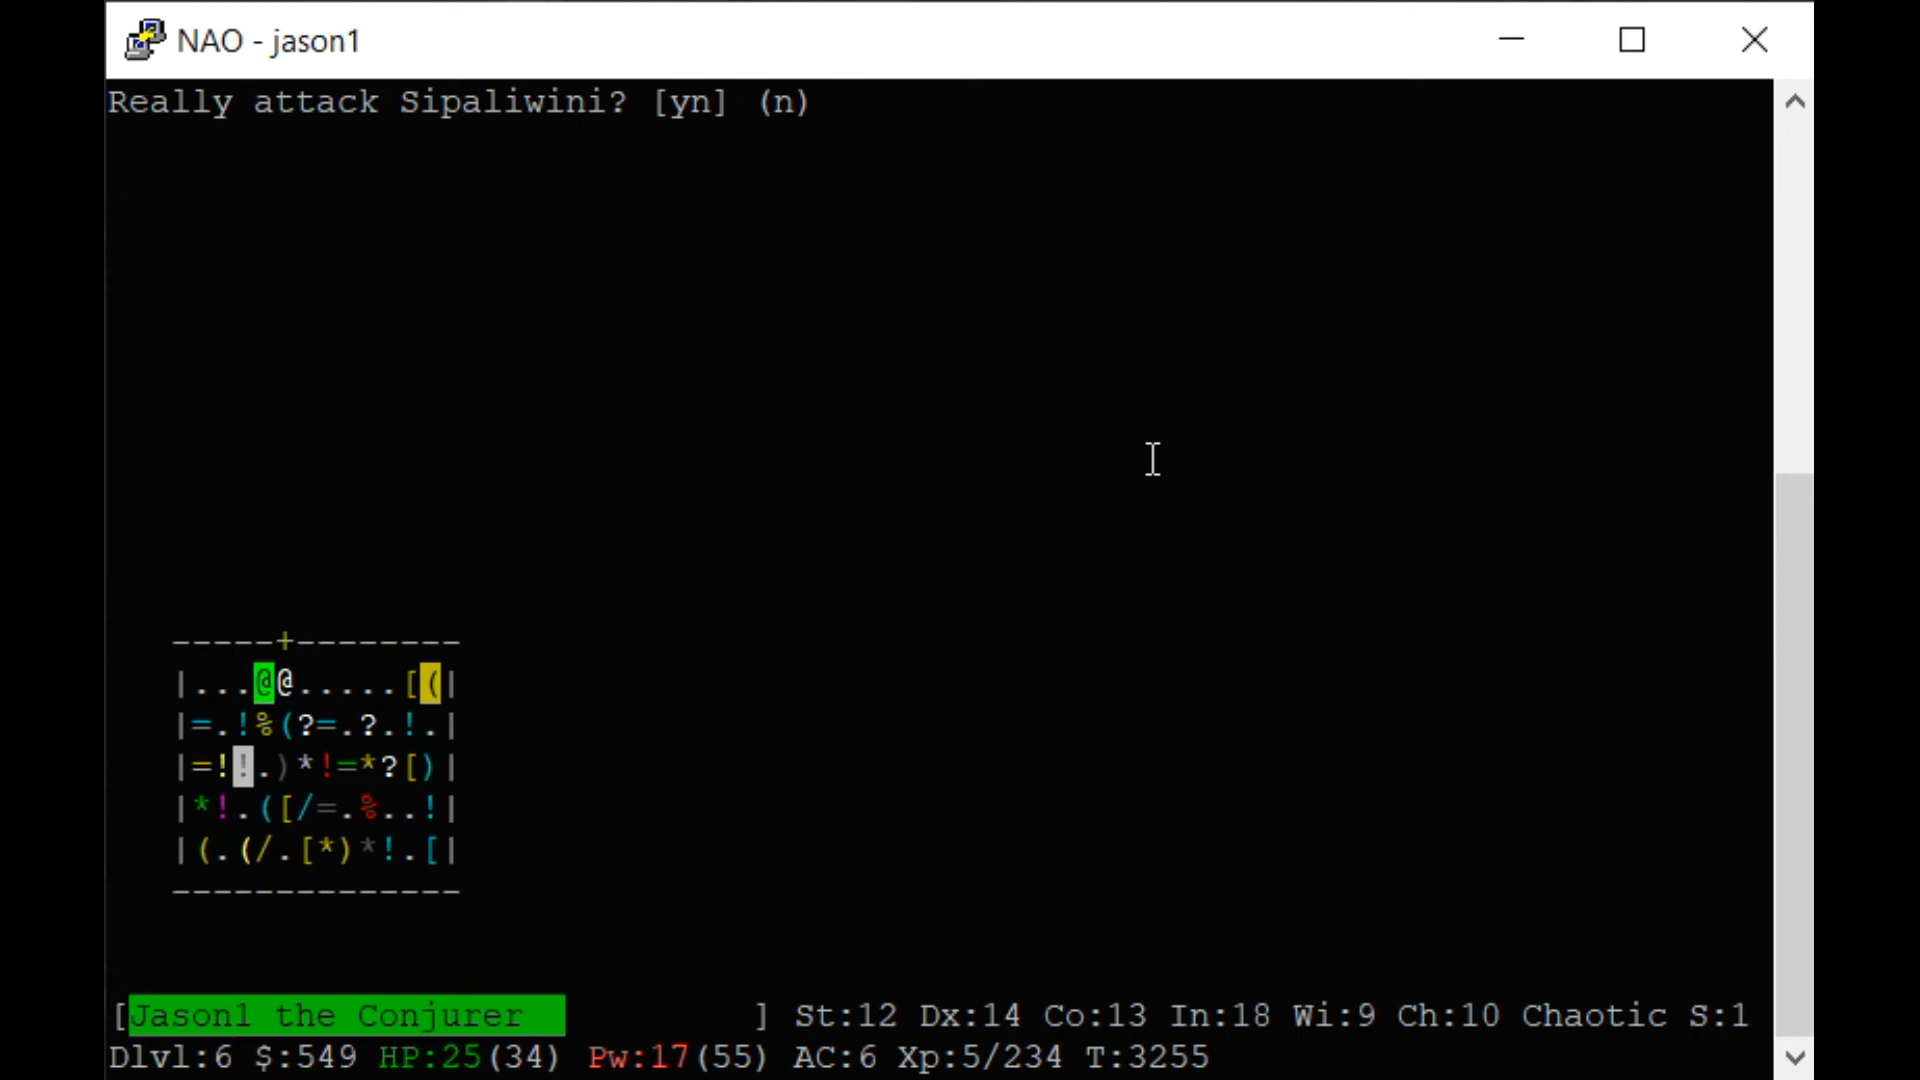 NAO - jason1
Really attack Sipaliwini? [yn] (n)
-----+--------
|...@@.....[(|
|=.!%(?=.?.!.|
|=!!.)*!=*?[)|
|*!.([/=.%..!|
|(.(/.[*)*!.[|
--------------
[Jason1 the Conjurer ] St:12 Dx:14 Co:13 In:18 Wi:9 Ch:10 Chaotic S:1
Dlvl:6 $:549 HP:25(34) Pw:17(55) AC:6 Xp:5/234 T:3255